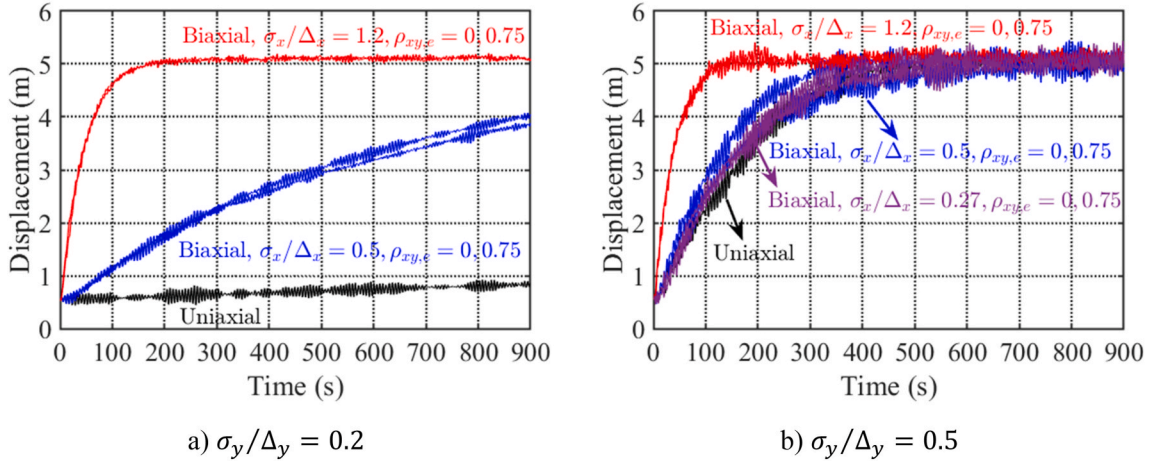 Biaxial, σx/Δx = 1.2, ρxy,e = 0, 0.75
Biaxial, σx/Δx = 0.5, ρxy,e = 0, 0.75
Uniaxial
Displacement (m)
6
5
4
3
2
1
0
0 100 200 300 400 500 600 700 800 900
Time (s)
a) σy/Δy = 0.2
Biaxial, σx/Δx = 1.2, ρxy,e = 0, 0.75
Biaxial, σx/Δx = 0.5, ρxy,e = 0, 0.75
Biaxial, σx/Δx = 0.27, ρxy,e = 0, 0.75
Uniaxial
Displacement (m)
6
5
4
3
2
1
0
0 100 200 300 400 500 600 700 800 900
Time (s)
b) σy/Δy = 0.5